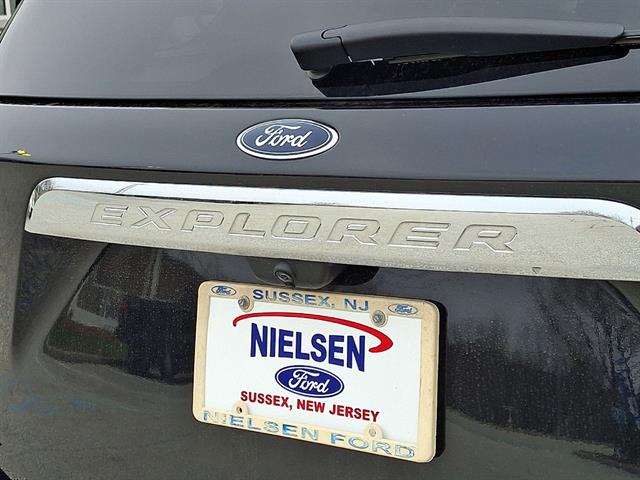 Ford
EXPLORER
Ford SUSSEX, NJ Ford
NIELSEN
Ford
SUSSEX, NEW JERSEY
NIELSEN FORD